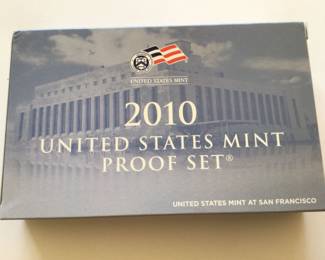 UNITED STATES MINT
2010
UNITED STATES MINT
PROOF SET®
UNITED STATES MINT AT SAN FRANCISCO